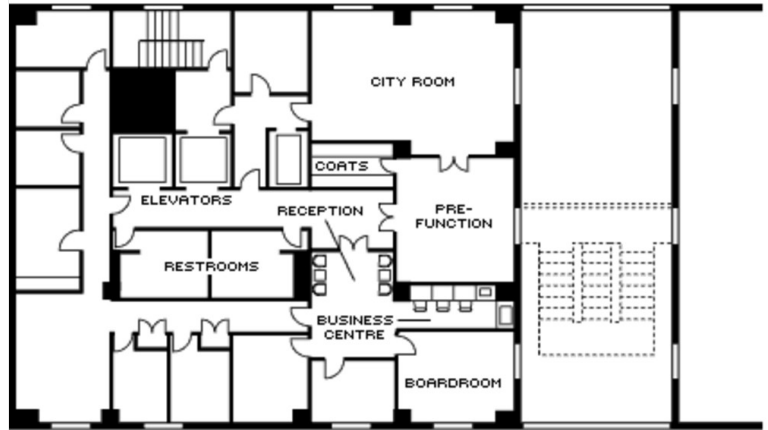 CITY ROOM
COATS
ELEVATORS
RECEPTION
PRE-
FUNCTION
RESTROOMS
BUSINESS
CENTRE
BOARDROOM